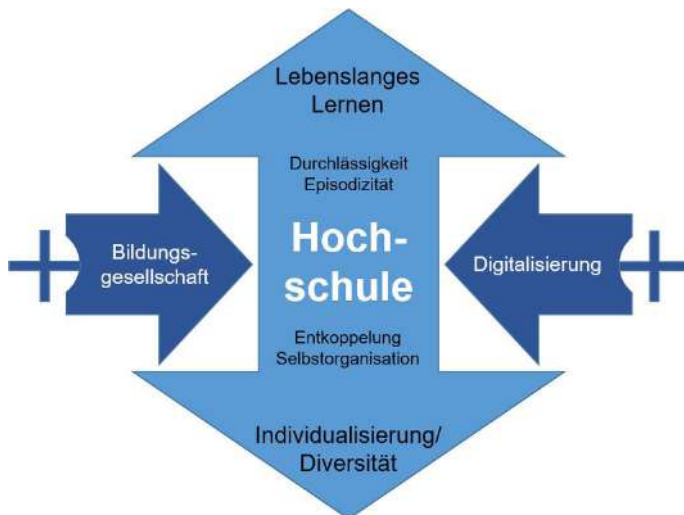 Lebenslanges
Lernen
Durchlässigkeit
Episodizität
Bildungs-
gesellschaft
Hoch-
schule
Digitalisierung
Entkoppelung
Selbstorganisation
Individualisierung/
Diversität